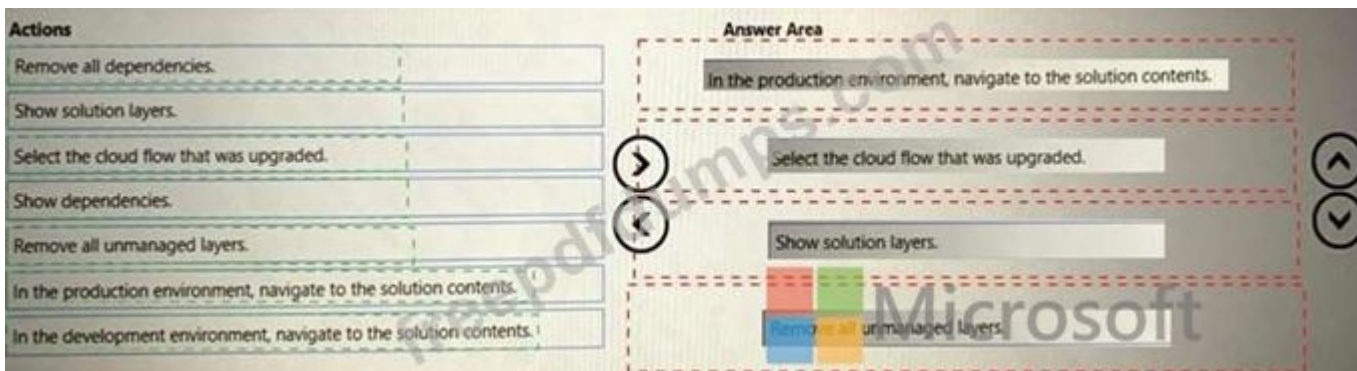 Actions
Remove all dependencies.
Show solution layers.
Select the cloud flow that was upgraded.
Show dependencies.
Remove all unmanaged layers.
In the production environment, navigate to the solution contents.
In the development environment, navigate to the solution contents.
Answer Area
In the production environment, navigate to the solution contents.
Select the cloud flow that was upgraded.
Show solution layers.
Remove all unmanaged layers.
freepdfdumps.com
Microsoft